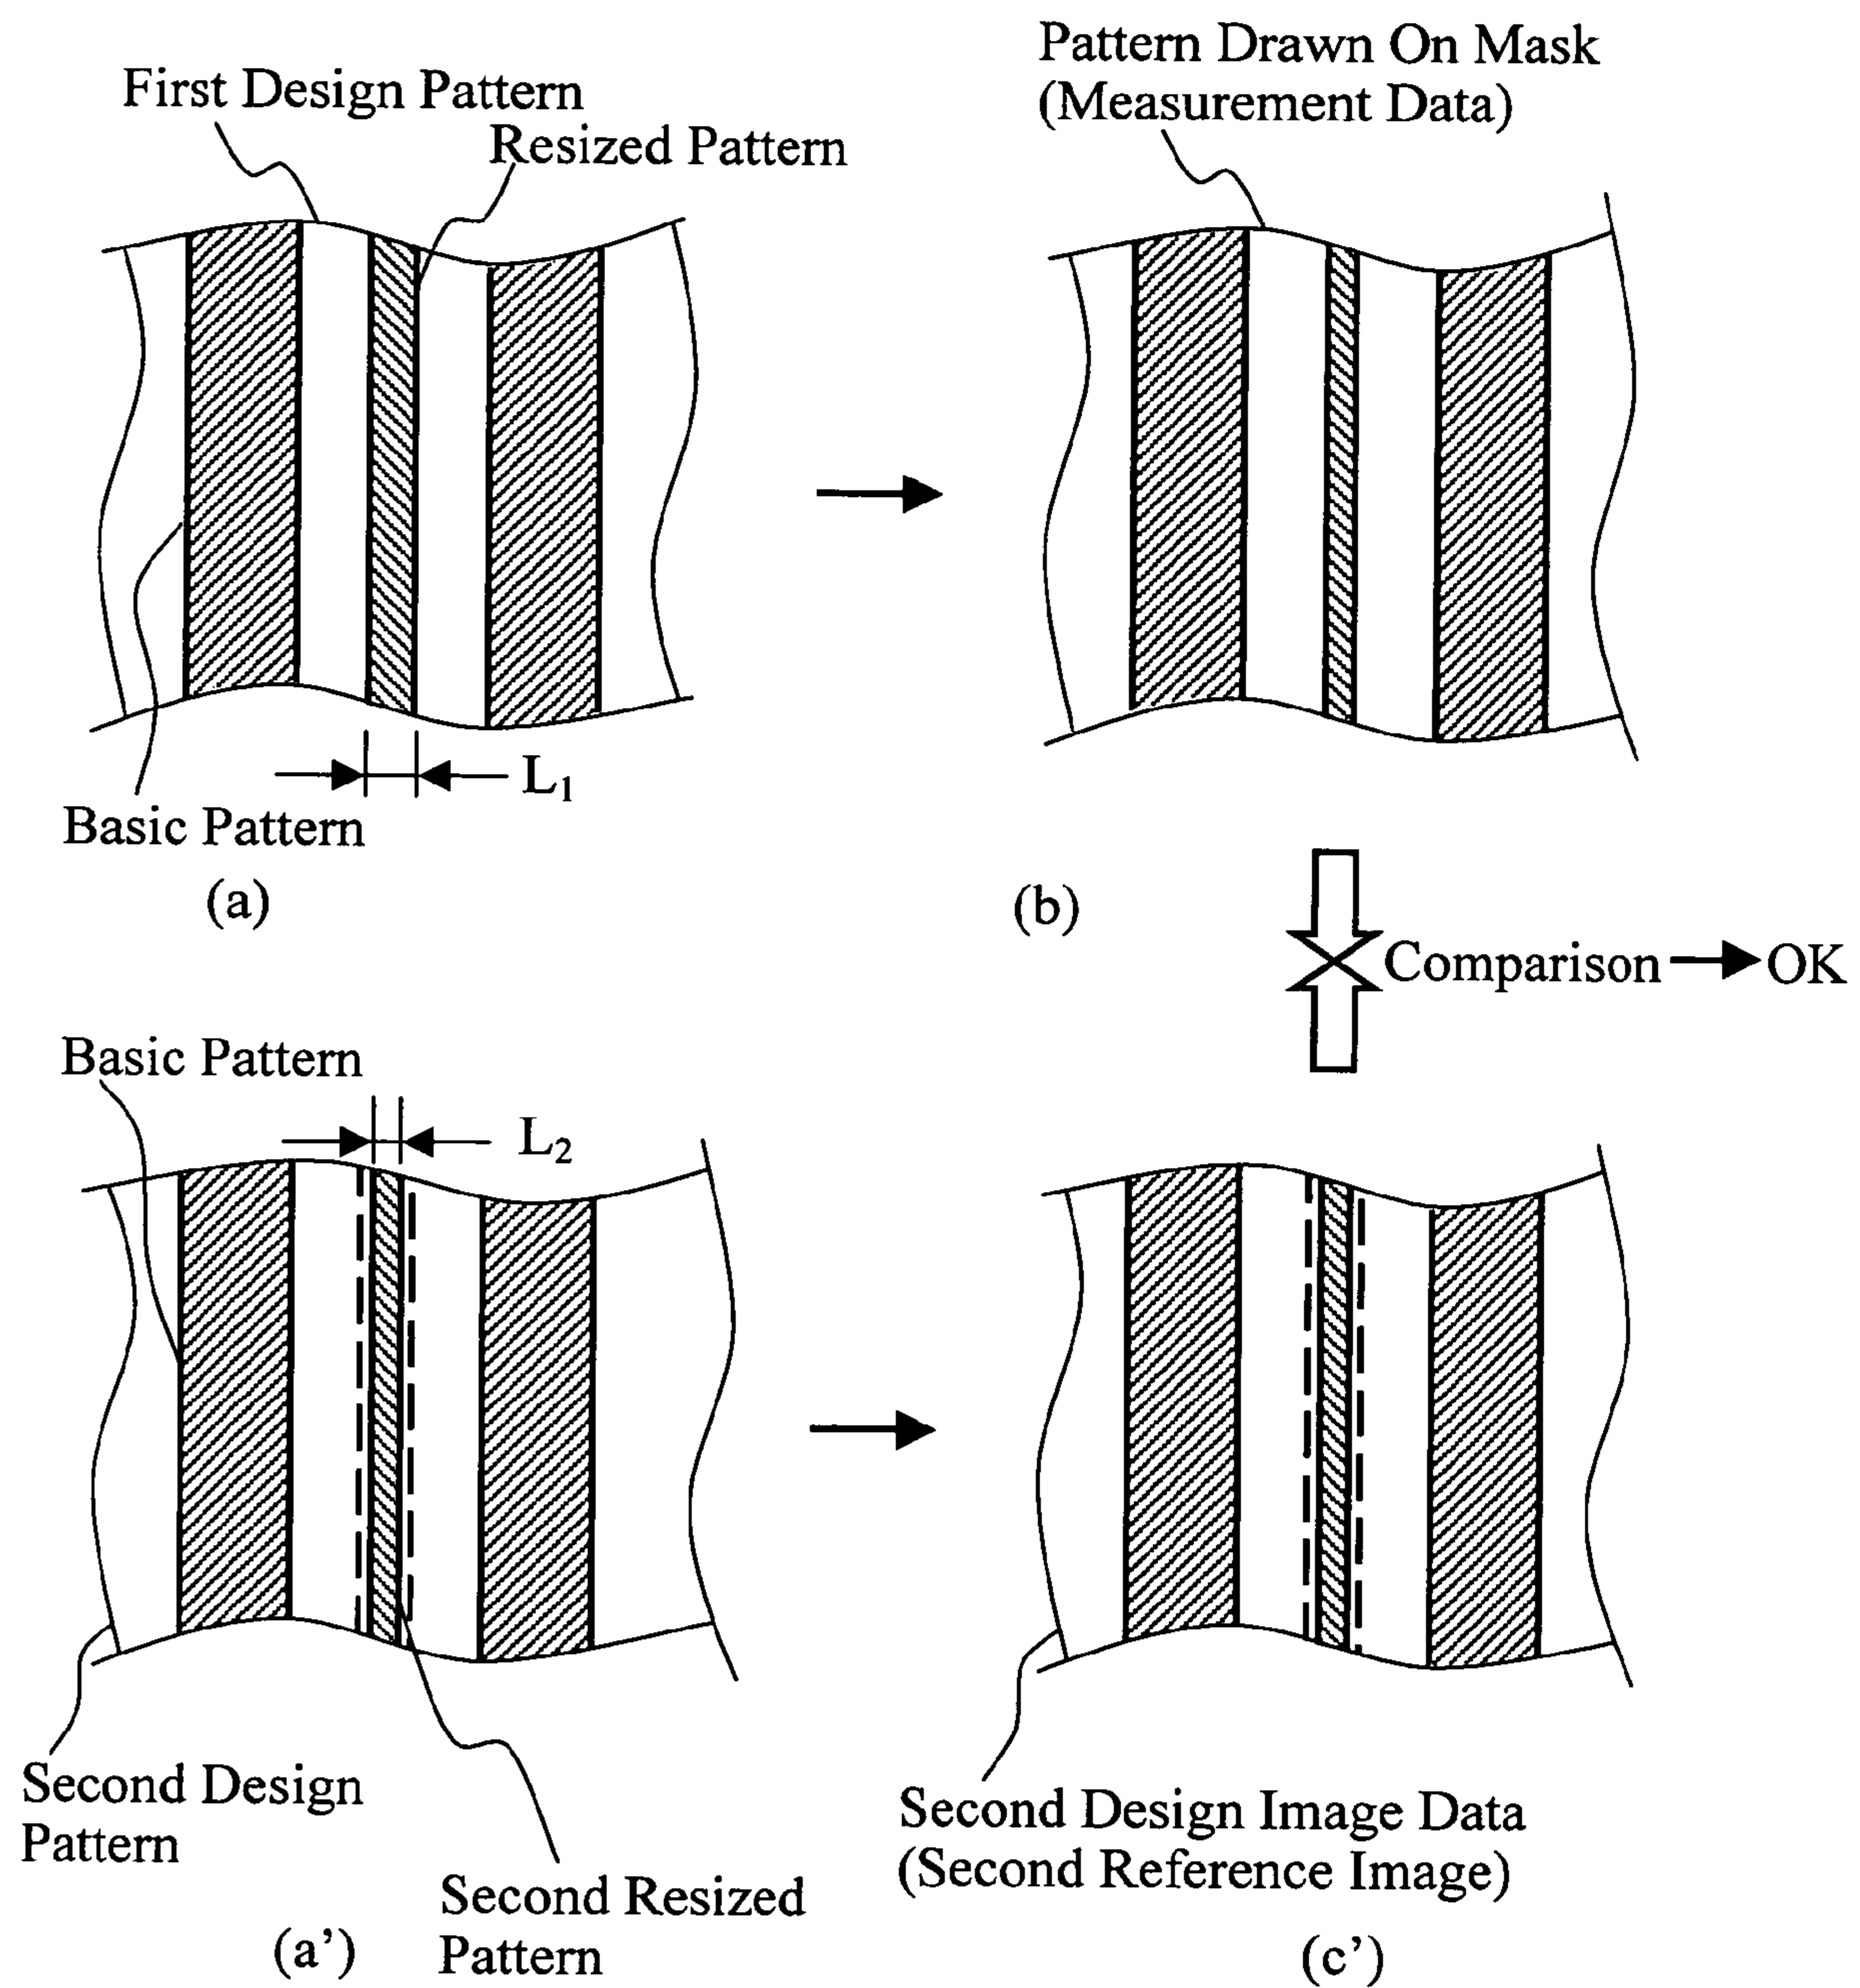 First Design Pattern
Resized Pattern
L1
Basic Pattern
(a)
Pattern Drawn On Mask
(Measurement Data)
(b)
Comparison
OK
Basic Pattern
L2
Second Design
Pattern
Second Resized
Pattern
(a’)
Second Design Image Data
(Second Reference Image)
(c’)